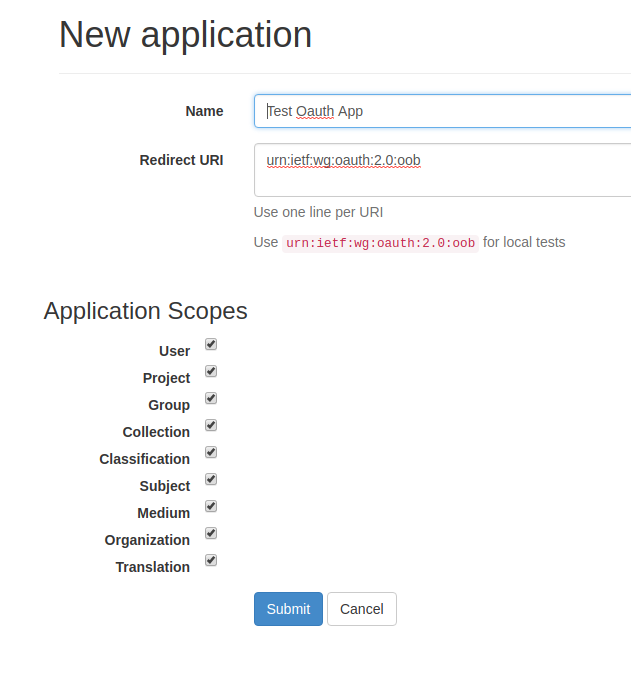 New application
Name
Test Oauth App
Redirect URI
urn:ietf:wg:oauth:2.0:oob
Use one line per URI
Use urn:ietf:wg:oauth:2.0:oob for local tests
Application Scopes
User
Project
Group
Collection
Classification
Subject
Medium
Organization
Translation
Submit Cancel